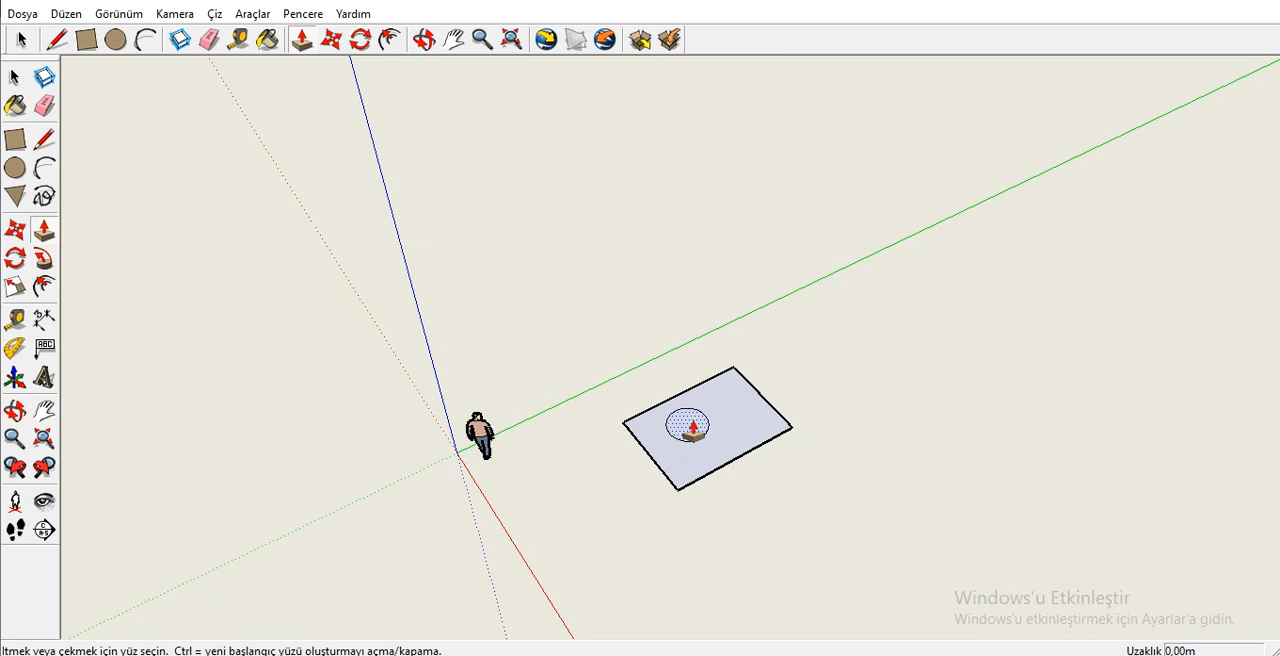 Dosya Düzen Görünüm Kamera Çiz Araçlar Pencere Yardım
ABC
Windows'u Etkinleştir
Windows'u etkinleştirmek için Ayarlar'a gidin.
İtmek veya çekmek için yüz seçin. Ctrl = yeni başlangıç yüzü oluşturmayı açma/kapama.
Uzaklık 0,00m